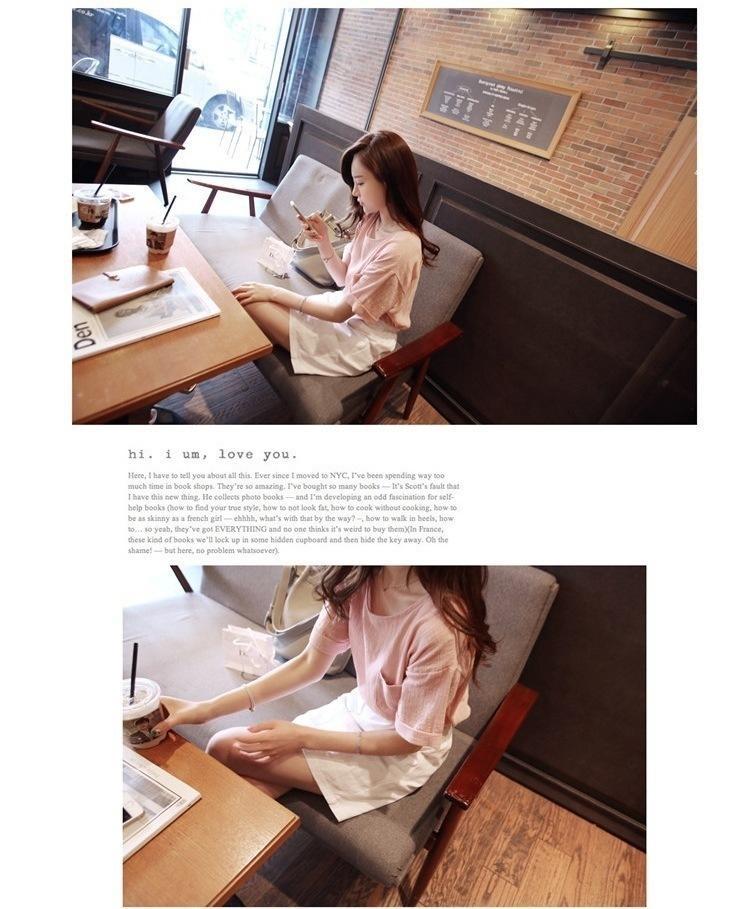 Den
hi. i um, love you.
Here, I have to tell you about all this. Ever since I moved to NYC, I've been spending way too
much time in book shops. They're so amazing. I've bought so many books — It's Scott's fault that
I have this new thing. He collects photo books — and I'm developing an odd fascination for self-
help books (how to find your true style, how to not look fat, how to cook without cooking, how to
be as skinny as a french girl — ehhhh, what's with that by the way? –, how to walk in heels, how
to… so yeah, they've got EVERYTHING and no one thinks it's weird to buy them)(In France,
these kind of books we'll lock up in some hidden cupboard and then hide the key away. Oh the
shame! — but here, no problem whatsoever).